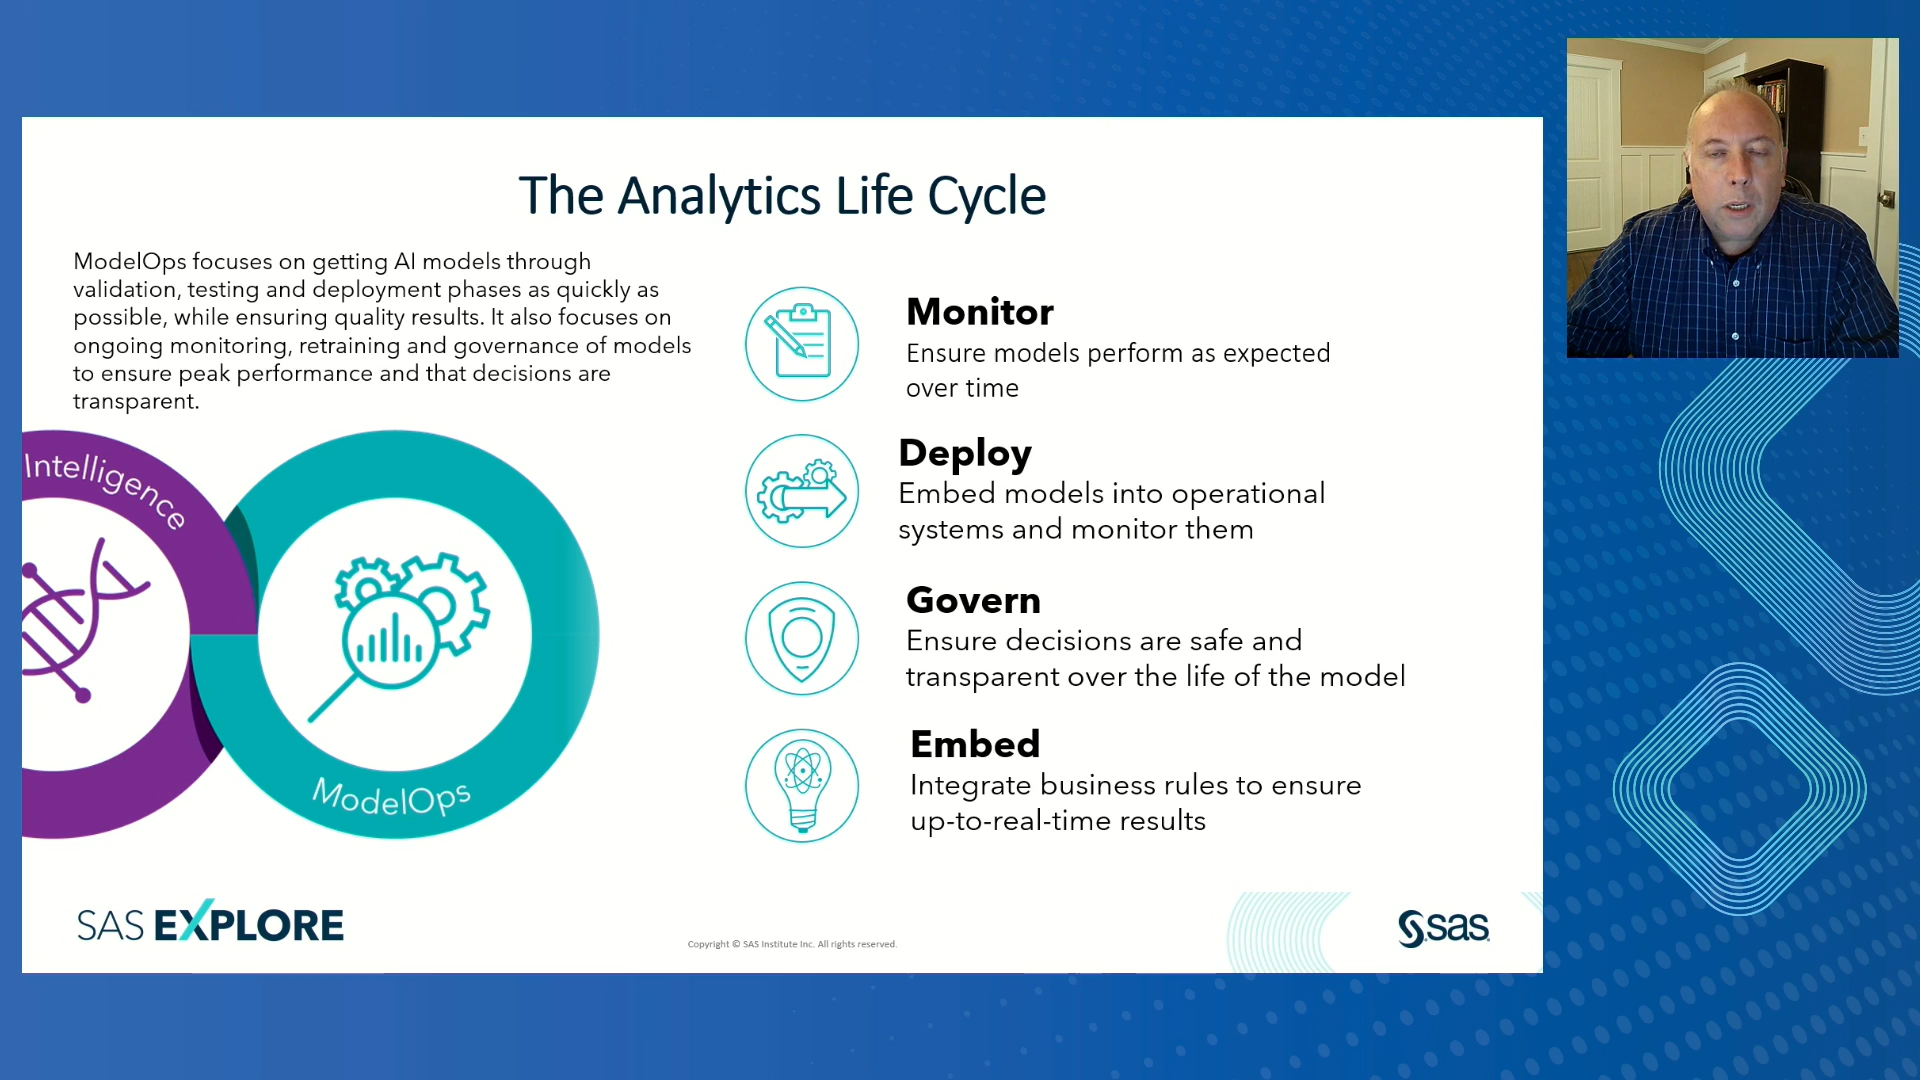 The Analytics Life Cycle
ModelOps focuses on getting AI models through
validation, testing and deployment phases as quickly as
possible, while ensuring quality results. It also focuses on
ongoing monitoring, retraining and governance of models
to ensure peak performance and that decisions are
transparent.
Intelligence
ModelOps
Monitor
Ensure models perform as expected
over time
Deploy
Embed models into operational
systems and monitor them
Govern
Ensure decisions are safe and
transparent over the life of the model
Embed
Integrate business rules to ensure
up-to-real-time results
SAS EXPLORE
Copyright © SAS Institute Inc. All rights reserved.
sas